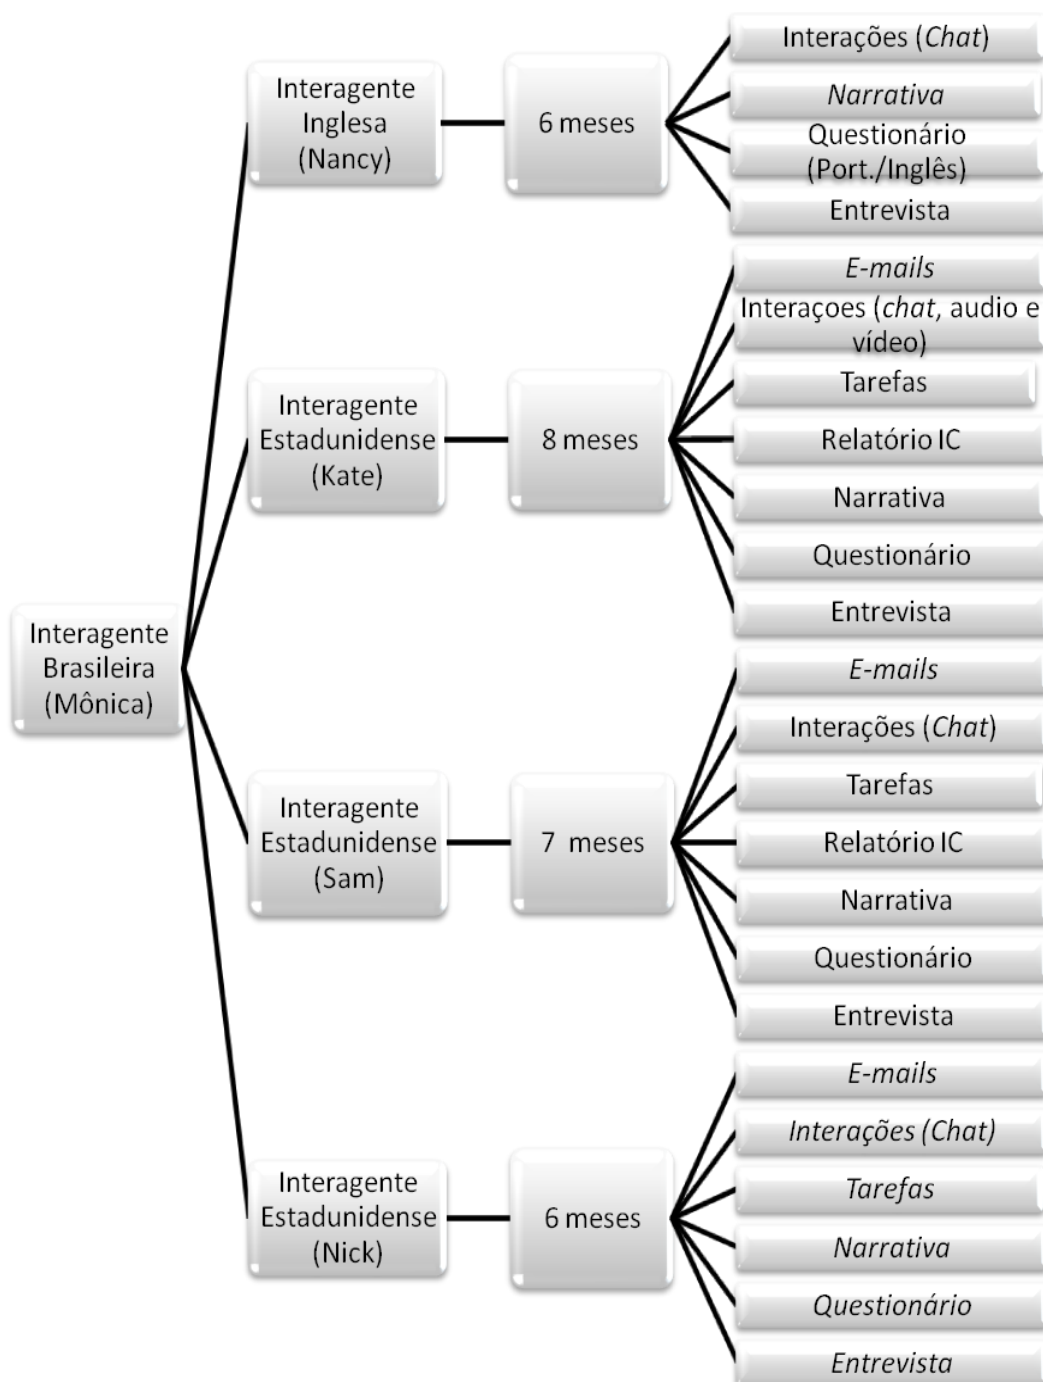 Interagente
Brasileira
(Mônica)
Interagente
Inglesa
(Nancy)
6 meses
Interações (Chat)
Narrativa
Questionário
(Port./Inglês)
Entrevista
Interagente
Estadunidense
(Kate)
8 meses
E-mails
Interaçoes (chat, audio e
vídeo)
Tarefas
Relatório IC
Narrativa
Questionário
Entrevista
Interagente
Estadunidense
(Sam)
7 meses
E-mails
Interações (Chat)
Tarefas
Relatório IC
Narrativa
Questionário
Entrevista
Interagente
Estadunidense
(Nick)
6 meses
E-mails
Interações (Chat)
Tarefas
Narrativa
Questionário
Entrevista